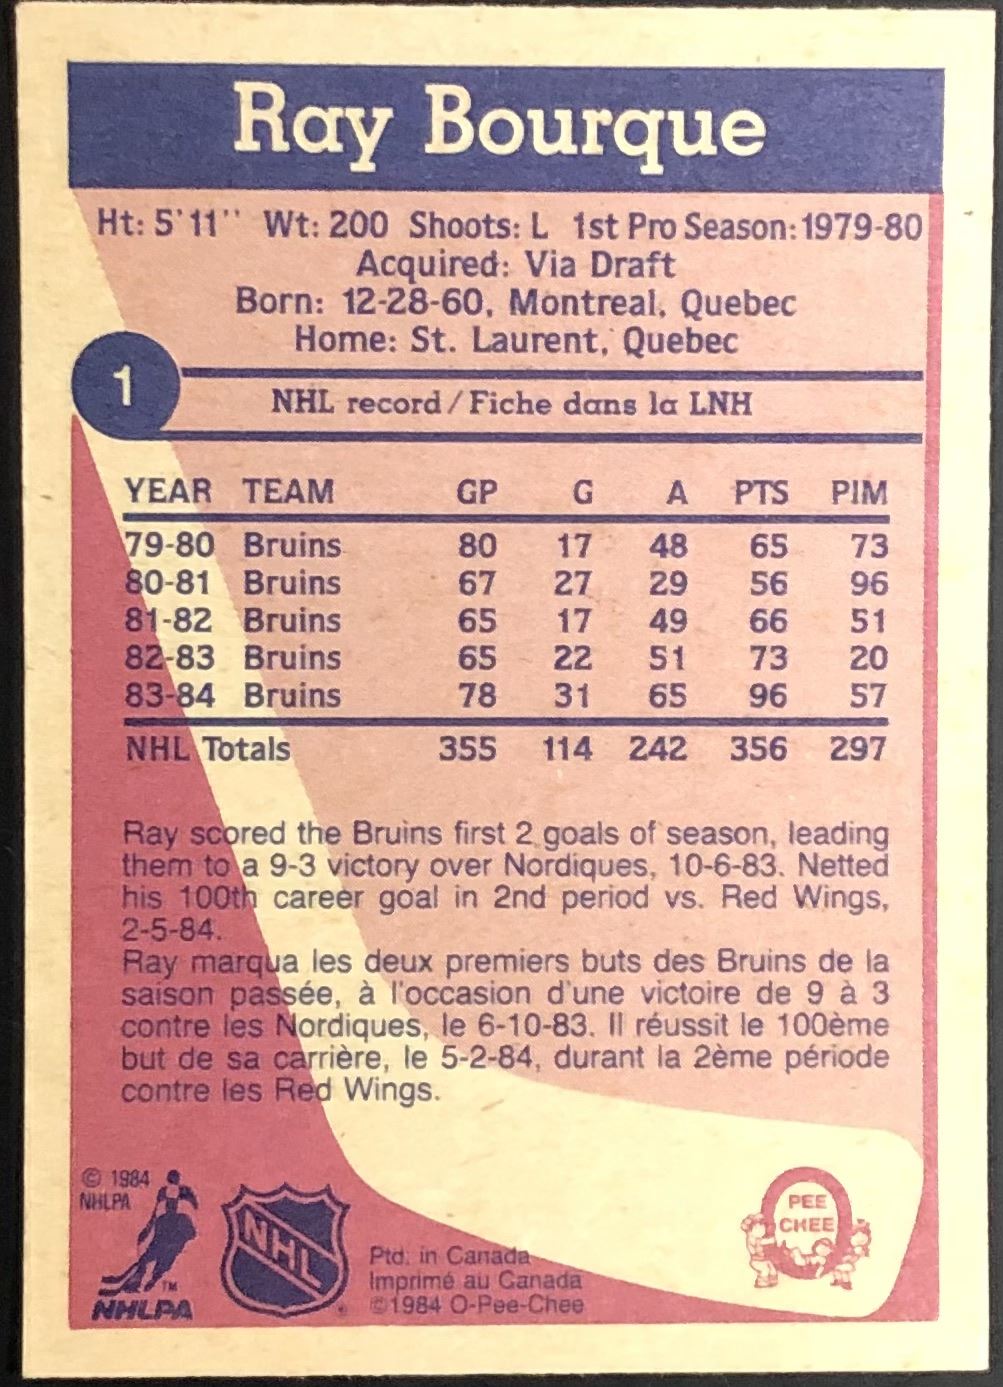 Ray Bourque
Ht: 5'11'' Wt: 200 Shoots: L 1st Pro Season: 1979-80
Acquired: Via Draft
Born: 12-28-60, Montreal, Quebec
Home: St. Laurent, Quebec
1
NHL record / Fiche dans la LNH
YEAR TEAM GP G A PTS PIM
79-80 Bruins 80 17 48 65 73
80-81 Bruins 67 27 29 56 96
81-82 Bruins 65 17 49 66 51
82-83 Bruins 65 22 51 73 20
83-84 Bruins 78 31 65 96 57
NHL Totals 355 114 242 356 297
Ray scored the Bruins first 2 goals of season, leading
them to a 9-3 victory over Nordiques, 10-6-83. Netted
his 100th career goal in 2nd period vs. Red Wings,
2-5-84.
Ray marqua les deux premiers buts des Bruins de la
saison passée, à l'occasion d'une victoire de 9 à 3
contre les Nordiques, le 6-10-83. Il réussit le 100ème
but de sa carrière, le 5-2-84, durant la 2ème période
contre les Red Wings.
© 1984
NHLPA
TM
NHLPA
NHL
®
Ptd. in Canada
Imprimé au Canada
©1984 O-Pee-Chee
PEE
CHEE